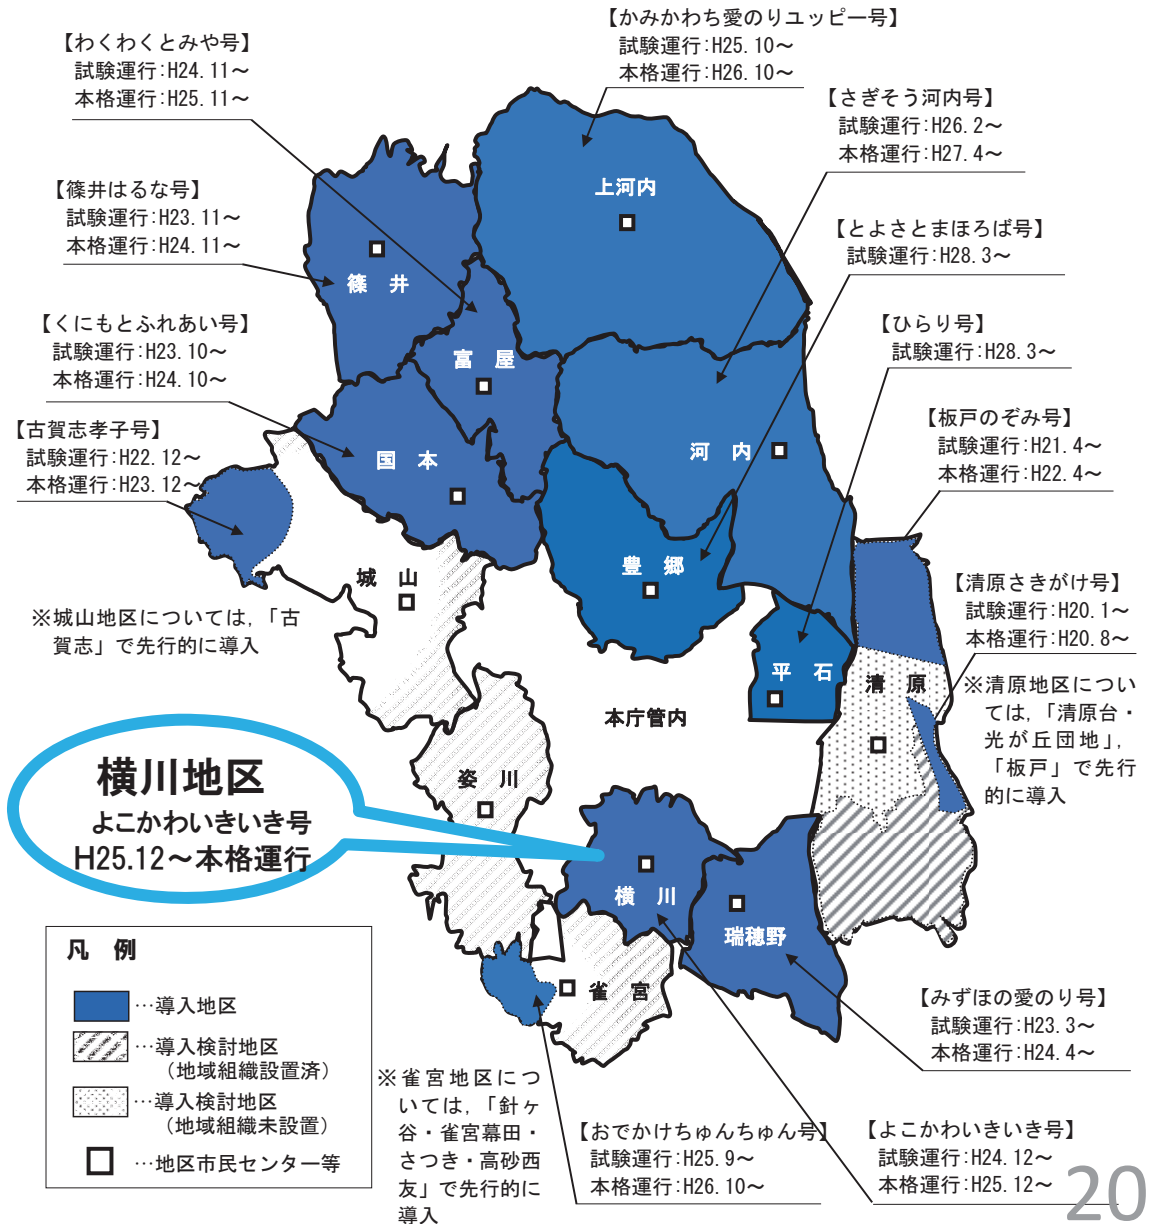 【かみかわち愛のりユッピー号】
試験運行:H25.10～
本格運行:H26.10～
【わくわくとみや号】
試験運行:H24.11～
本格運行:H25.11～
【さぎそう河内号】
試験運行:H26.2～
本格運行:H27.4～
【篠井はるな号】
試験運行:H23.11～
本格運行:H24.11～
【とよさとまほろば号】
試験運行:H28.3～
【くにもとふれあい号】
試験運行:H23.10～
本格運行:H24.10～
【ひらり号】
試験運行:H28.3～
【古賀志孝子号】
試験運行:H22.12～
本格運行:H23.12～
【板戸のぞみ号】
試験運行:H21.4～
本格運行:H22.4～
【清原さきがけ号】
試験運行:H20.1～
本格運行:H20.8～
※城山地区については,「古
賀志」で先行的に導入
※清原地区につい
ては,「清原台・
光が丘団地」,
「板戸」で先行
的に導入
上河内
篠 井
富 屋
国 本
河 内
豊 郷
城 山
平 石
清 原
本庁管内
姿 川
横 川
瑞穂野
雀 宮
横川地区
よこかわいきいき号
H25.12～本格運行
凡 例
…導入地区
…導入検討地区
（地域組織設置済）
…導入検討地区
（地域組織未設置）
…地区市民センター等
※雀宮地区につ
いては,「針ヶ
谷・雀宮幕田・
さつき・高砂西
友」で先行的に
導入
【みずほの愛のり号】
試験運行:H23.3～
本格運行:H24.4～
【おでかけちゅんちゅん号】
試験運行:H25.9～
本格運行:H26.10～
【よこかわいきいき号】
試験運行:H24.12～
本格運行:H25.12～
20